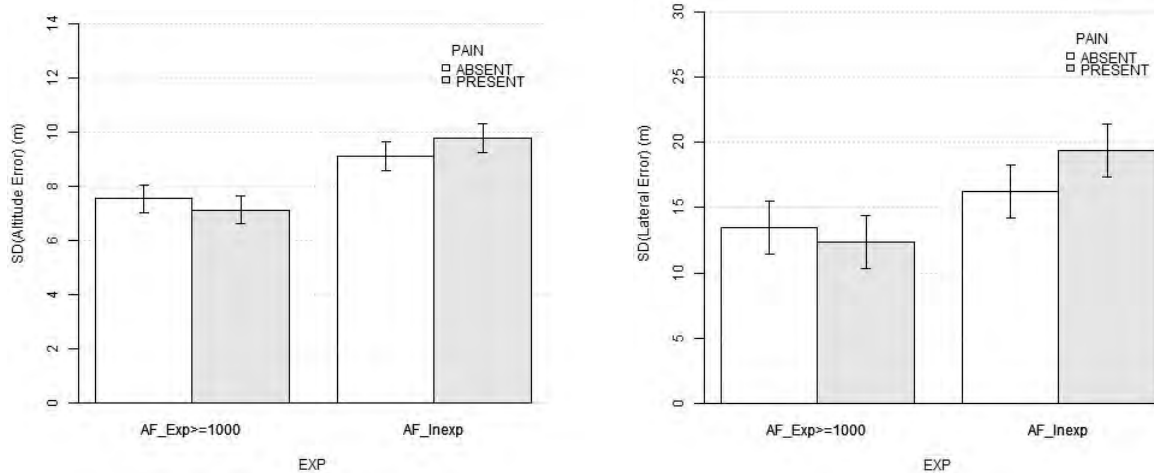 SD(Altitude Error) (m)
14
12
10
8
6
4
2
0
PAIN
ABSENT
PRESENT
AF_Exp>=1000
AF_Inexp
EXP
SD(Lateral Error) (m)
30
25
20
15
10
5
0
PAIN
ABSENT
PRESENT
AF_Exp>=1000
AF_Inexp
EXP